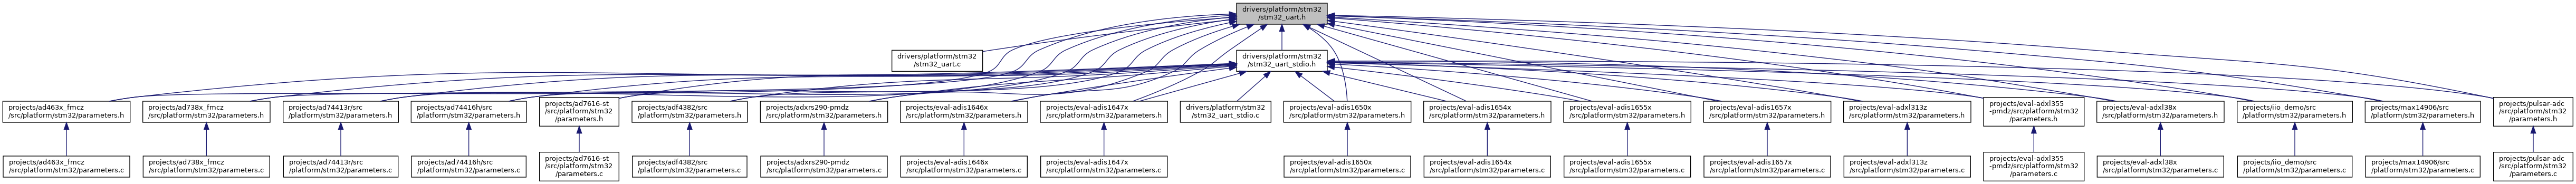 drivers/platform/stm32
/stm32_uart.h
drivers/platform/stm32
/stm32_uart.c
drivers/platform/stm32
/stm32_uart_stdio.h
projects/ad463x_fmcz
/src/platform/stm32/parameters.h
projects/ad738x_fmcz
/src/platform/stm32/parameters.h
projects/ad74413r/src
/platform/stm32/parameters.h
projects/ad74416h/src
/platform/stm32/parameters.h
projects/ad7616-st
/src/platform/stm32
/parameters.h
projects/adf4382/src
/platform/stm32/parameters.h
projects/adxrs290-pmdz
/src/platform/stm32/parameters.h
projects/eval-adis1646x
/src/platform/stm32/parameters.h
projects/eval-adis1647x
/src/platform/stm32/parameters.h
drivers/platform/stm32
/stm32_uart_stdio.c
projects/eval-adis1650x
/src/platform/stm32/parameters.h
projects/eval-adis1654x
/src/platform/stm32/parameters.h
projects/eval-adis1655x
/src/platform/stm32/parameters.h
projects/eval-adis1657x
/src/platform/stm32/parameters.h
projects/eval-adxl313z
/src/platform/stm32/parameters.h
projects/eval-adxl355
-pmdz/src/platform/stm32
/parameters.h
projects/eval-adxl38x
/src/platform/stm32/parameters.h
projects/iio_demo/src
/platform/stm32/parameters.h
projects/max14906/src
/platform/stm32/parameters.h
projects/pulsar-adc
/src/platform/stm32
/parameters.h
projects/ad463x_fmcz
/src/platform/stm32/parameters.c
projects/ad738x_fmcz
/src/platform/stm32/parameters.c
projects/ad74413r/src
/platform/stm32/parameters.c
projects/ad74416h/src
/platform/stm32/parameters.c
projects/ad7616-st
/src/platform/stm32
/parameters.c
projects/adf4382/src
/platform/stm32/parameters.c
projects/adxrs290-pmdz
/src/platform/stm32/parameters.c
projects/eval-adis1646x
/src/platform/stm32/parameters.c
projects/eval-adis1647x
/src/platform/stm32/parameters.c
projects/eval-adis1650x
/src/platform/stm32/parameters.c
projects/eval-adis1654x
/src/platform/stm32/parameters.c
projects/eval-adis1655x
/src/platform/stm32/parameters.c
projects/eval-adis1657x
/src/platform/stm32/parameters.c
projects/eval-adxl313z
/src/platform/stm32/parameters.c
projects/eval-adxl355
-pmdz/src/platform/stm32
/parameters.c
projects/eval-adxl38x
/src/platform/stm32/parameters.c
projects/iio_demo/src
/platform/stm32/parameters.c
projects/max14906/src
/platform/stm32/parameters.c
projects/pulsar-adc
/src/platform/stm32
/parameters.c